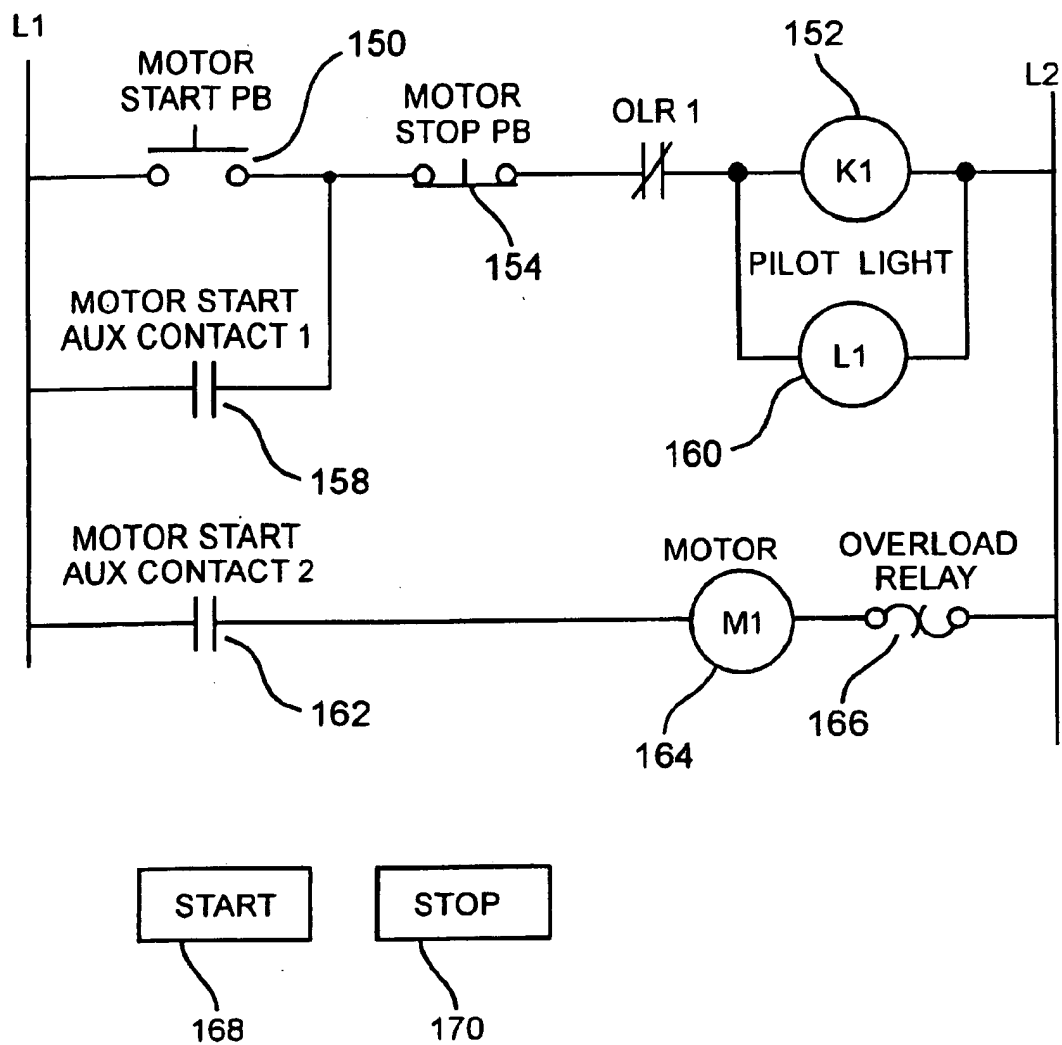 L1
150
152
L2
MOTOR
START PB
MOTOR
STOP PB
OLR 1
K1
154
PILOT LIGHT
MOTOR START
AUX CONTACT 1
L1
158
160
MOTOR START
AUX CONTACT 2
MOTOR
OVERLOAD
RELAY
M1
162
164
166
START
STOP
168
170